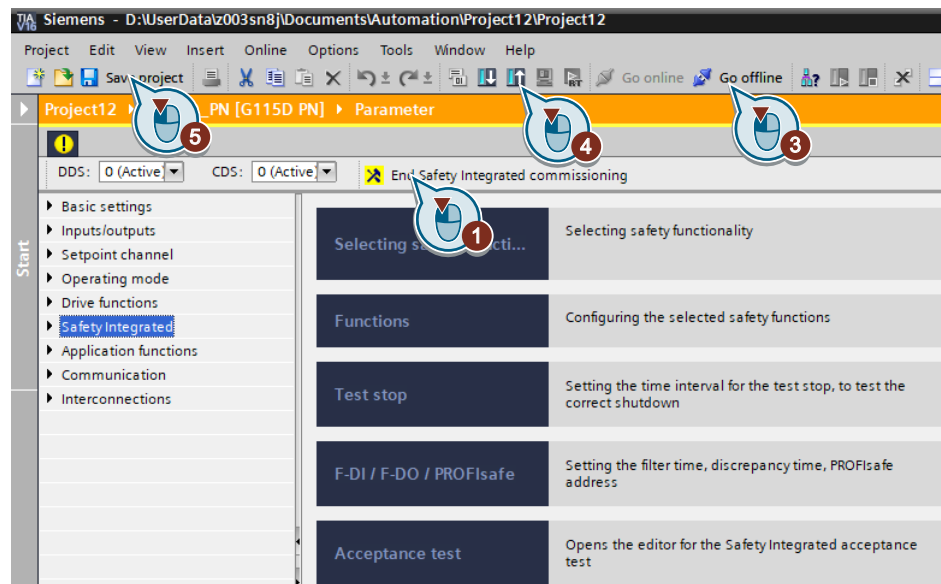 TIA V16 Siemens - D:\UserData\z003sn8j\Documents\Automation\Project12\Project12
Project Edit View Insert Online Options Tools Window Help
Save project RT Go online Go offline
Project12 _PN [G115D PN] Parameter
5
4
3
DDS: 0 (Active) CDS: 0 (Active) End Safety Integrated commissioning
1
Start
Basic settings
Inputs/outputs
Setpoint channel
Operating mode
Drive functions
Safety Integrated
Application functions
Communication
Interconnections
Selecting s cti...
Selecting safety functionality
Functions
Configuring the selected safety functions
Test stop
Setting the time interval for the test stop, to test the
correct shutdown
F-DI / F-DO / PROFIsafe
Setting the filter time, discrepancy time, PROFIsafe
address
Acceptance test
Opens the editor for the Safety Integrated acceptance
test